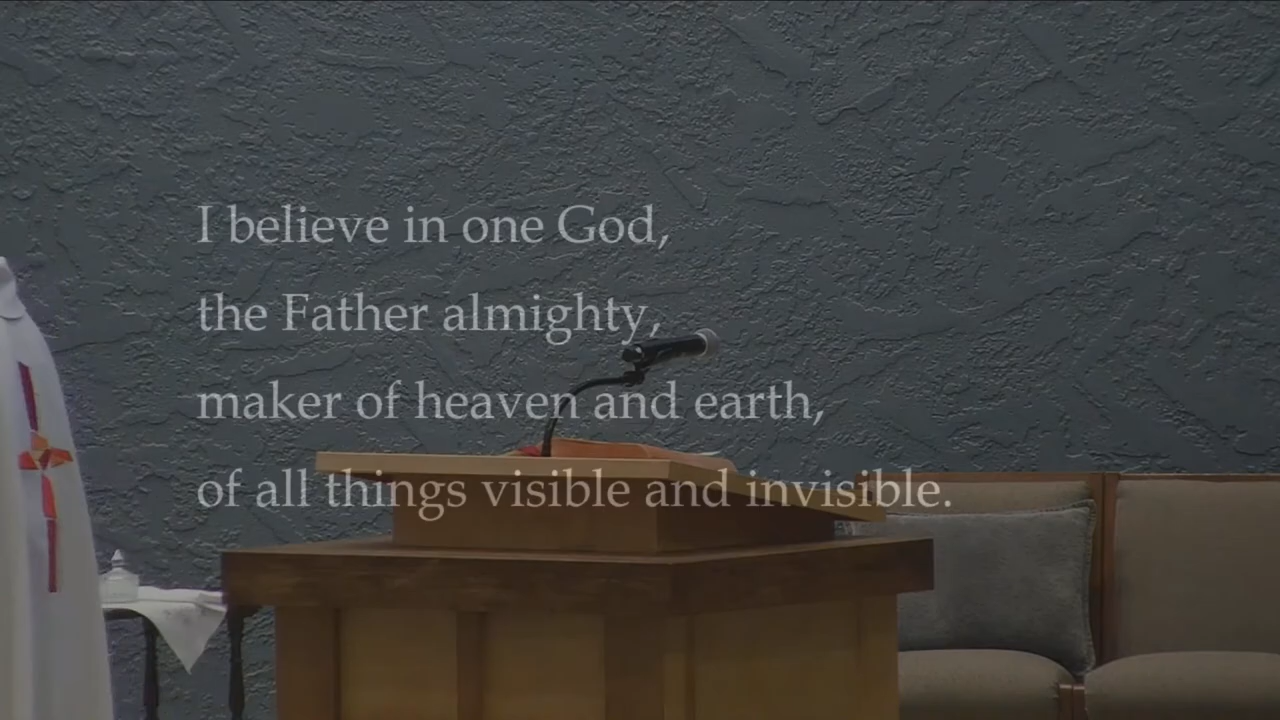 I believe in one God,
the Father almighty,
maker of heaven and earth,
of all things visible and invisible.